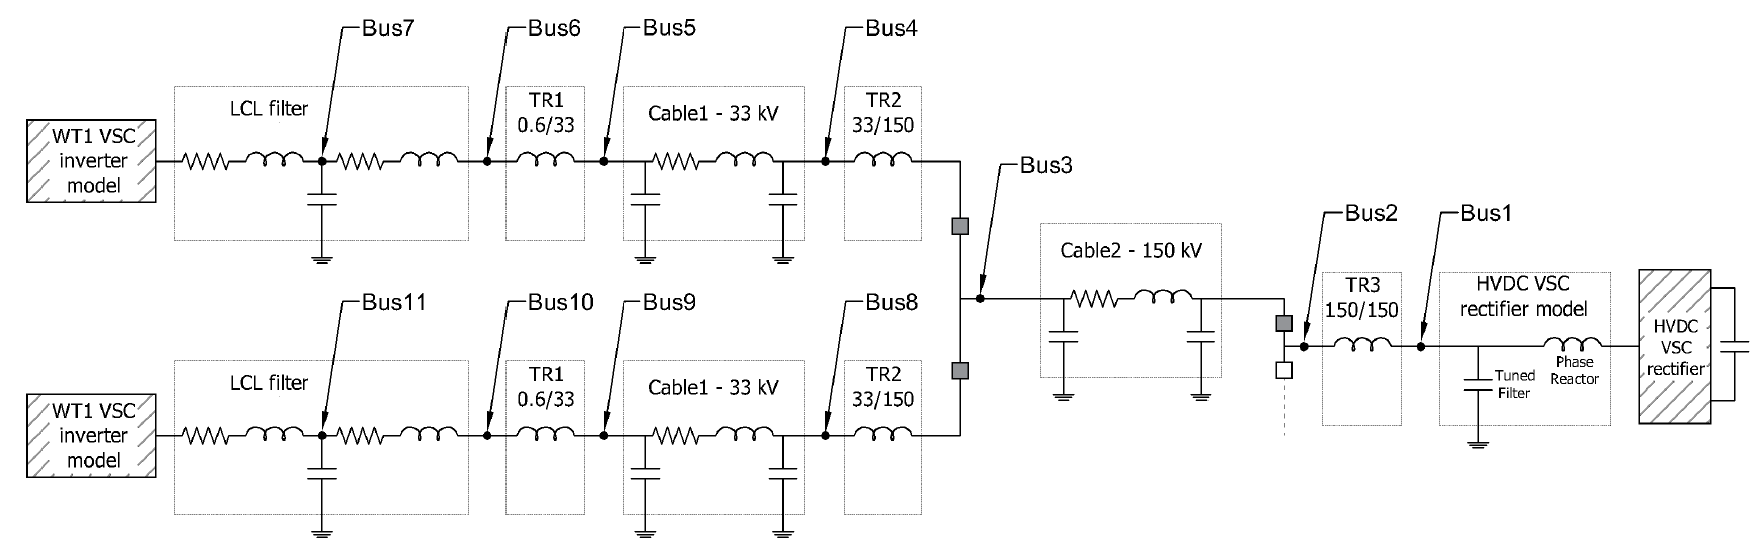 Bus7
Bus6
Bus5
Bus4
LCL filter
TR1
0.6/33
Cable1 - 33 kV
TR2
33/150
WT1 VSC
inverter
model
Bus3
Bus2
Bus1
Cable2 - 150 kV
TR3
150/150
HVDC VSC
rectifier model
HVDC
VSC
rectifier
Phase
Reactor
Tuned
Filter
Bus11
Bus10
Bus9
Bus8
LCL filter
TR1
0.6/33
Cable1 - 33 kV
TR2
33/150
WT1 VSC
inverter
model